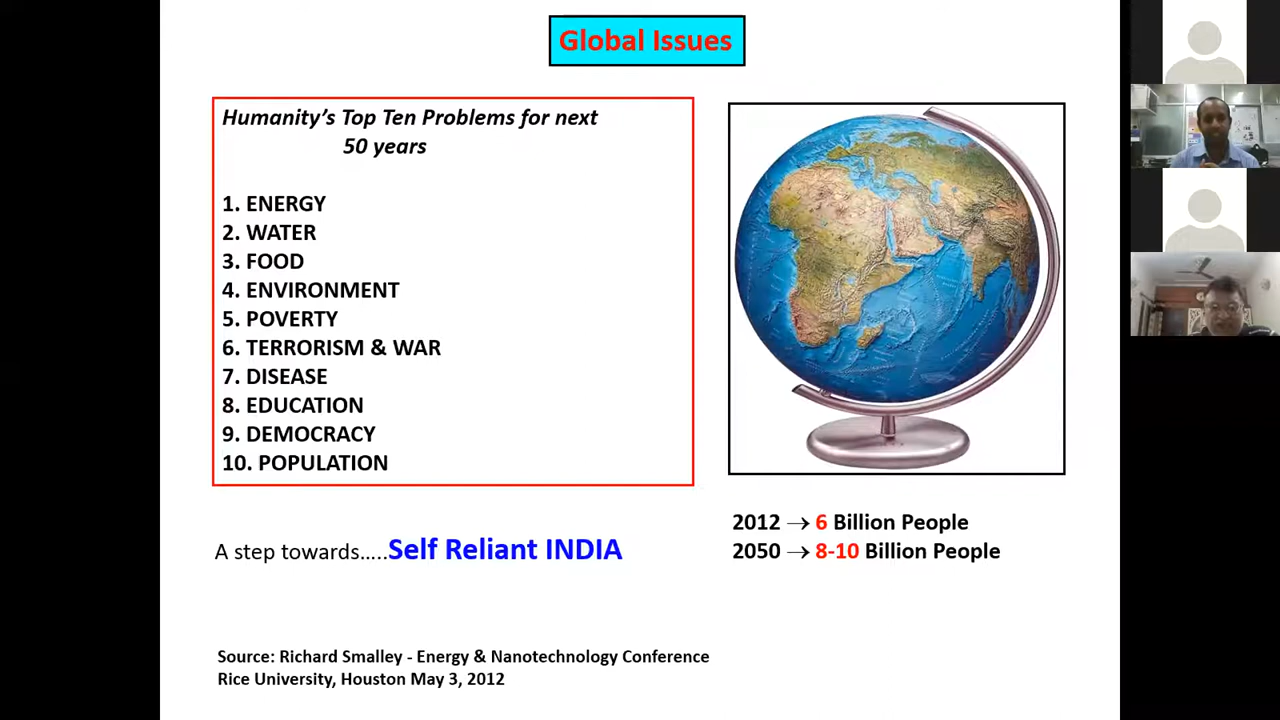 Global Issues
Humanity’s Top Ten Problems for next
50 years
1. ENERGY
2. WATER
3. FOOD
4. ENVIRONMENT
5. POVERTY
6. TERRORISM & WAR
7. DISEASE
8. EDUCATION
9. DEMOCRACY
10. POPULATION
A step towards…..Self Reliant INDIA
2012 → 6 Billion People
2050 → 8-10 Billion People
Source: Richard Smalley - Energy & Nanotechnology Conference
Rice University, Houston May 3, 2012